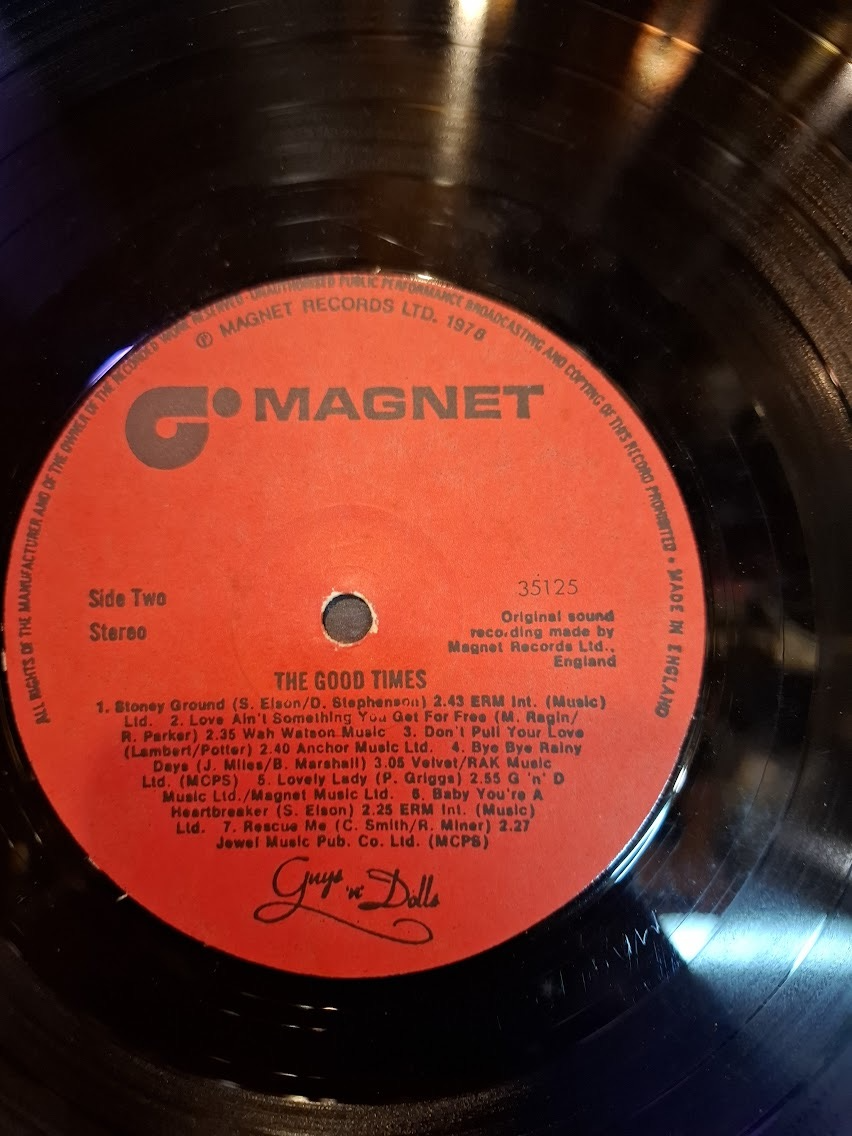 ALL RIGHTS OF THE MANUFACTURER AND OF THE OWNER OF THE RECORDED WORK RESERVED · UNAUTHORISED PUBLIC PERFORMANCE BROADCASTING AND COPYING OF THIS RECORD PROHIBITED • MADE IN ENGLAND
℗ MAGNET RECORDS LTD. 1976
MAGNET
Side Two
Stereo
35125
Original sound
recording made by
Magnet Records Ltd.,
England
THE GOOD TIMES
1. Stoney Ground (S. Elson/D. Stephenson) 2.43 ERM Int. (Music)
Ltd. 2. Love Ain't Something You Get For Free (M. Ragin/
R. Parker) 2.35 Wah Watson Music 3. Don't Pull Your Love
(Lambert/Potter) 2.40 Anchor Music Ltd. 4. Bye Bye Rainy
Days (J. Miles/B. Marshall) 3.05 Velvet/RAK Music
Ltd. (MCPS) 5. Lovely Lady (P. Griggs) 2.55 G 'n' D
Music Ltd./Magnet Music Ltd. 6. Baby You're A
Heartbreaker (S. Elson) 2.25 ERM Int. (Music)
Ltd. 7. Rescue Me (C. Smith/R. Miner) 2.27
Jewel Music Pub. Co. Ltd. (MCPS)
Guys 'n' Dolls